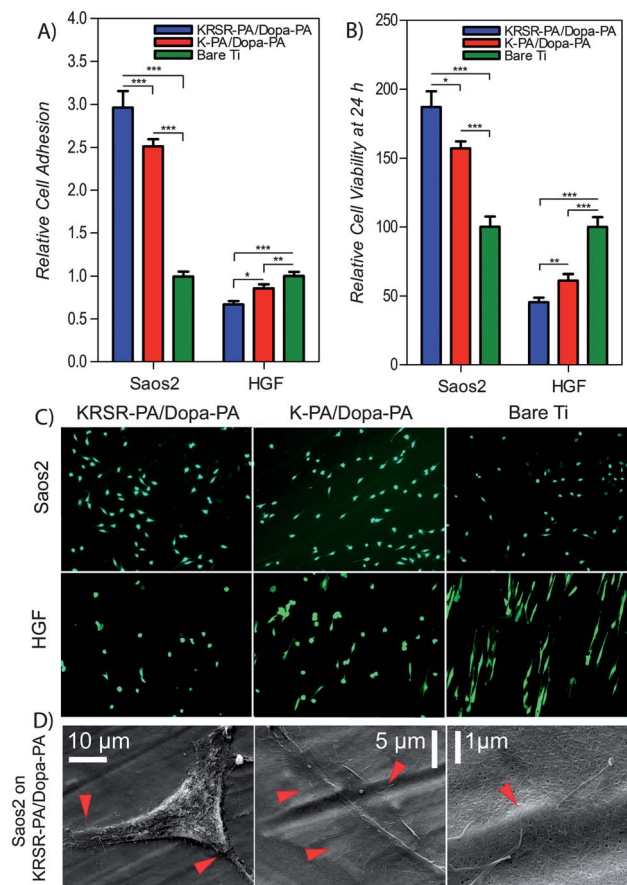 A)
KRSR-PA/Dopa-PA
K-PA/Dopa-PA
Bare Ti
Relative Cell Adhesion
4.0
3.5
3.0
2.5
2.0
1.5
1.0
0.5
0.0
***
***
***
***
*
**
Saos2 HGF
B)
KRSR-PA/Dopa-PA
K-PA/Dopa-PA
Bare Ti
Relative Cell Viability at 24 h
250
200
150
100
50
0
***
*
***
***
***
**
Saos2 HGF
C)
KRSR-PA/Dopa-PA K-PA/Dopa-PA Bare Ti
Saos2
HGF
D)
Saos2 on
KRSR-PA/Dopa-PA
10 µm
5 µm
1µm